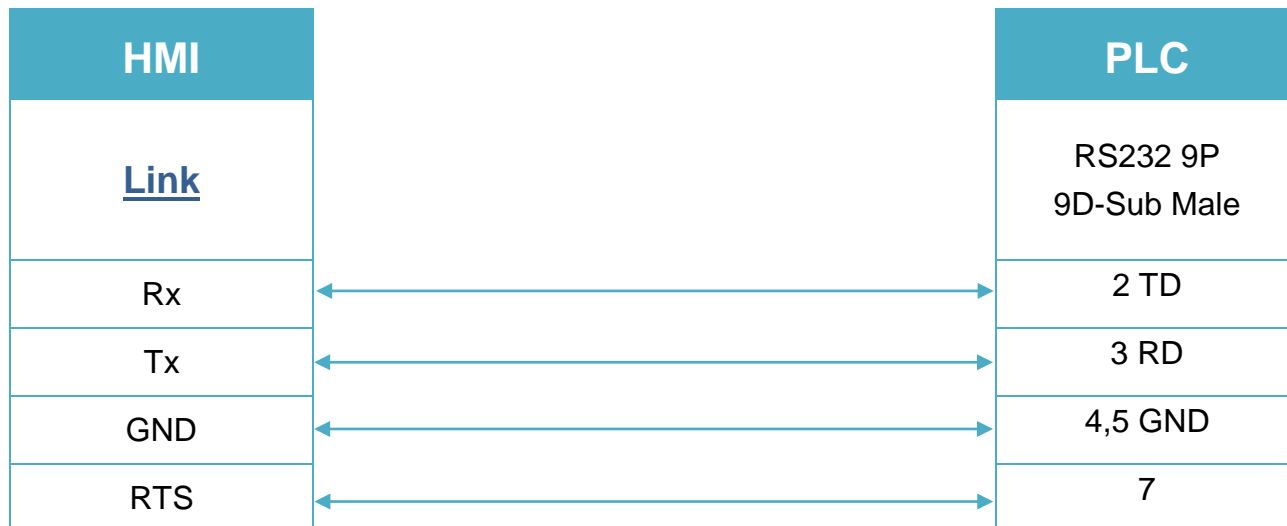 HMI PLC
Link RS232 9P
9D-Sub Male
Rx 2 TD
Tx 3 RD
GND 4,5 GND
RTS 7